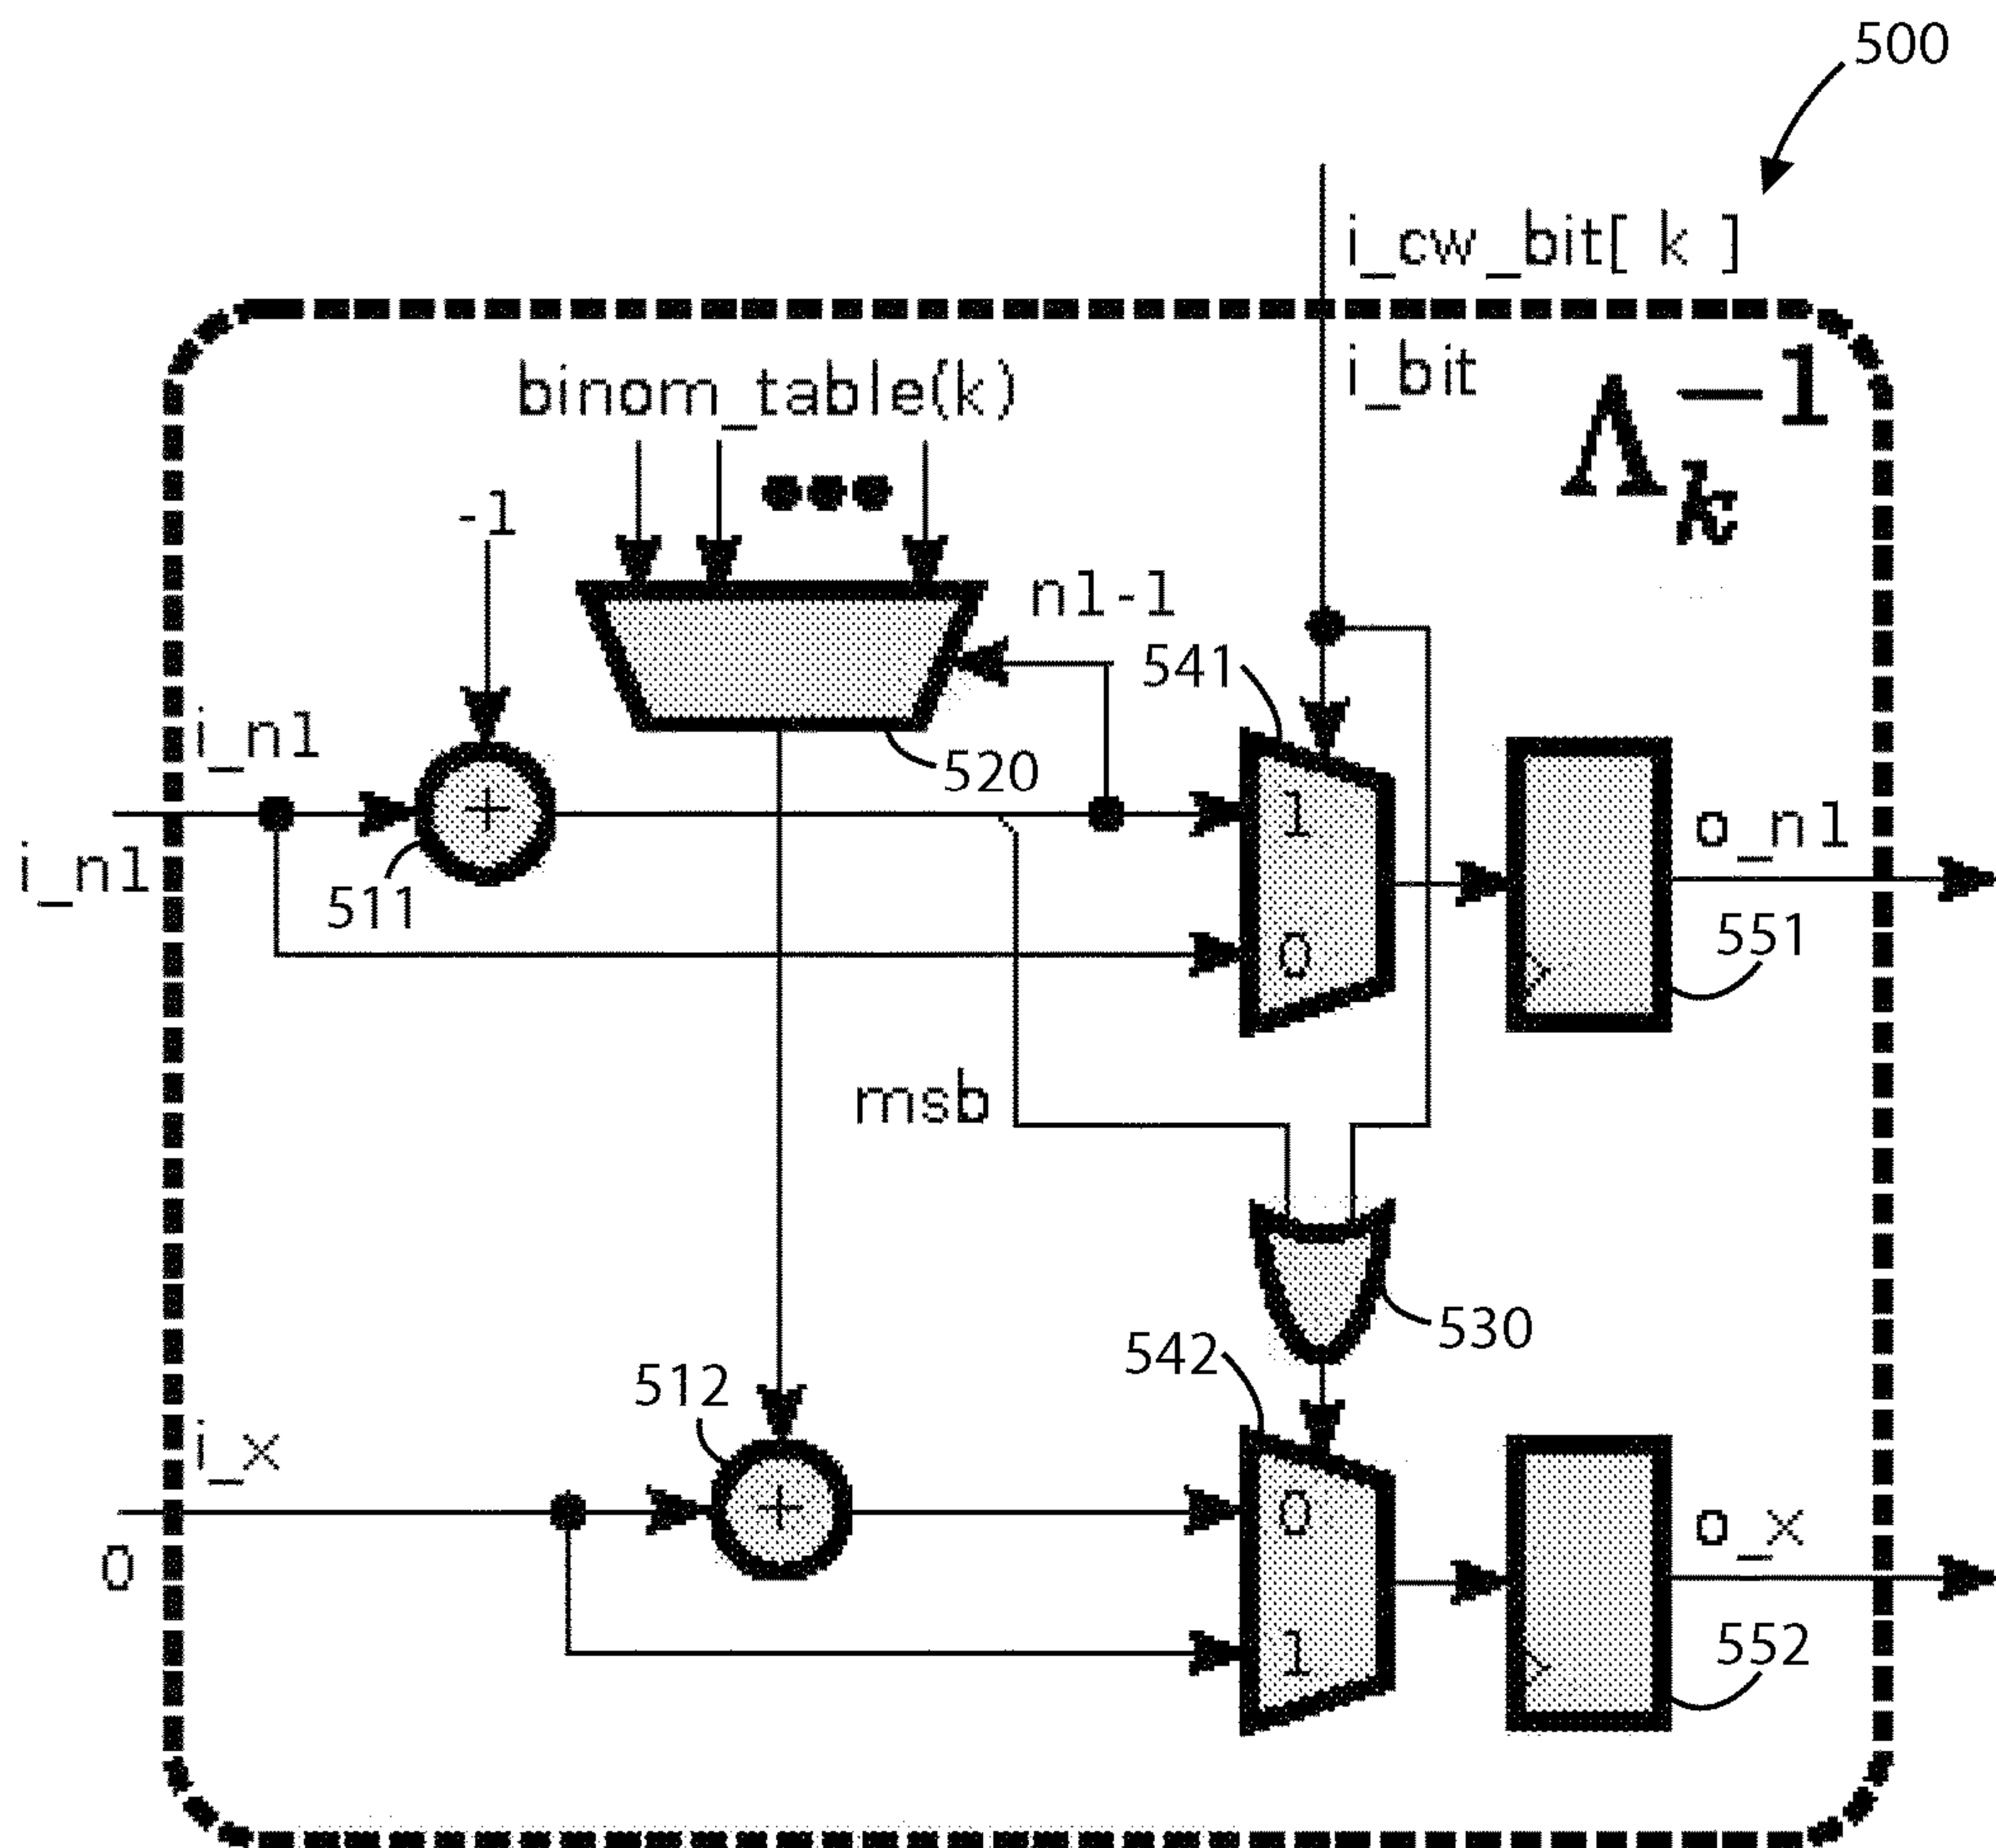 500
i_cw_bit[ k ]
i_bit
Λ_k^-1
binom_table(k)
-1
n1-1
541
i_n1
520
+
1
o_n1
i_n1
511
0
551
msb
530
542
512
i_x
+
0
o_x
0
1
552